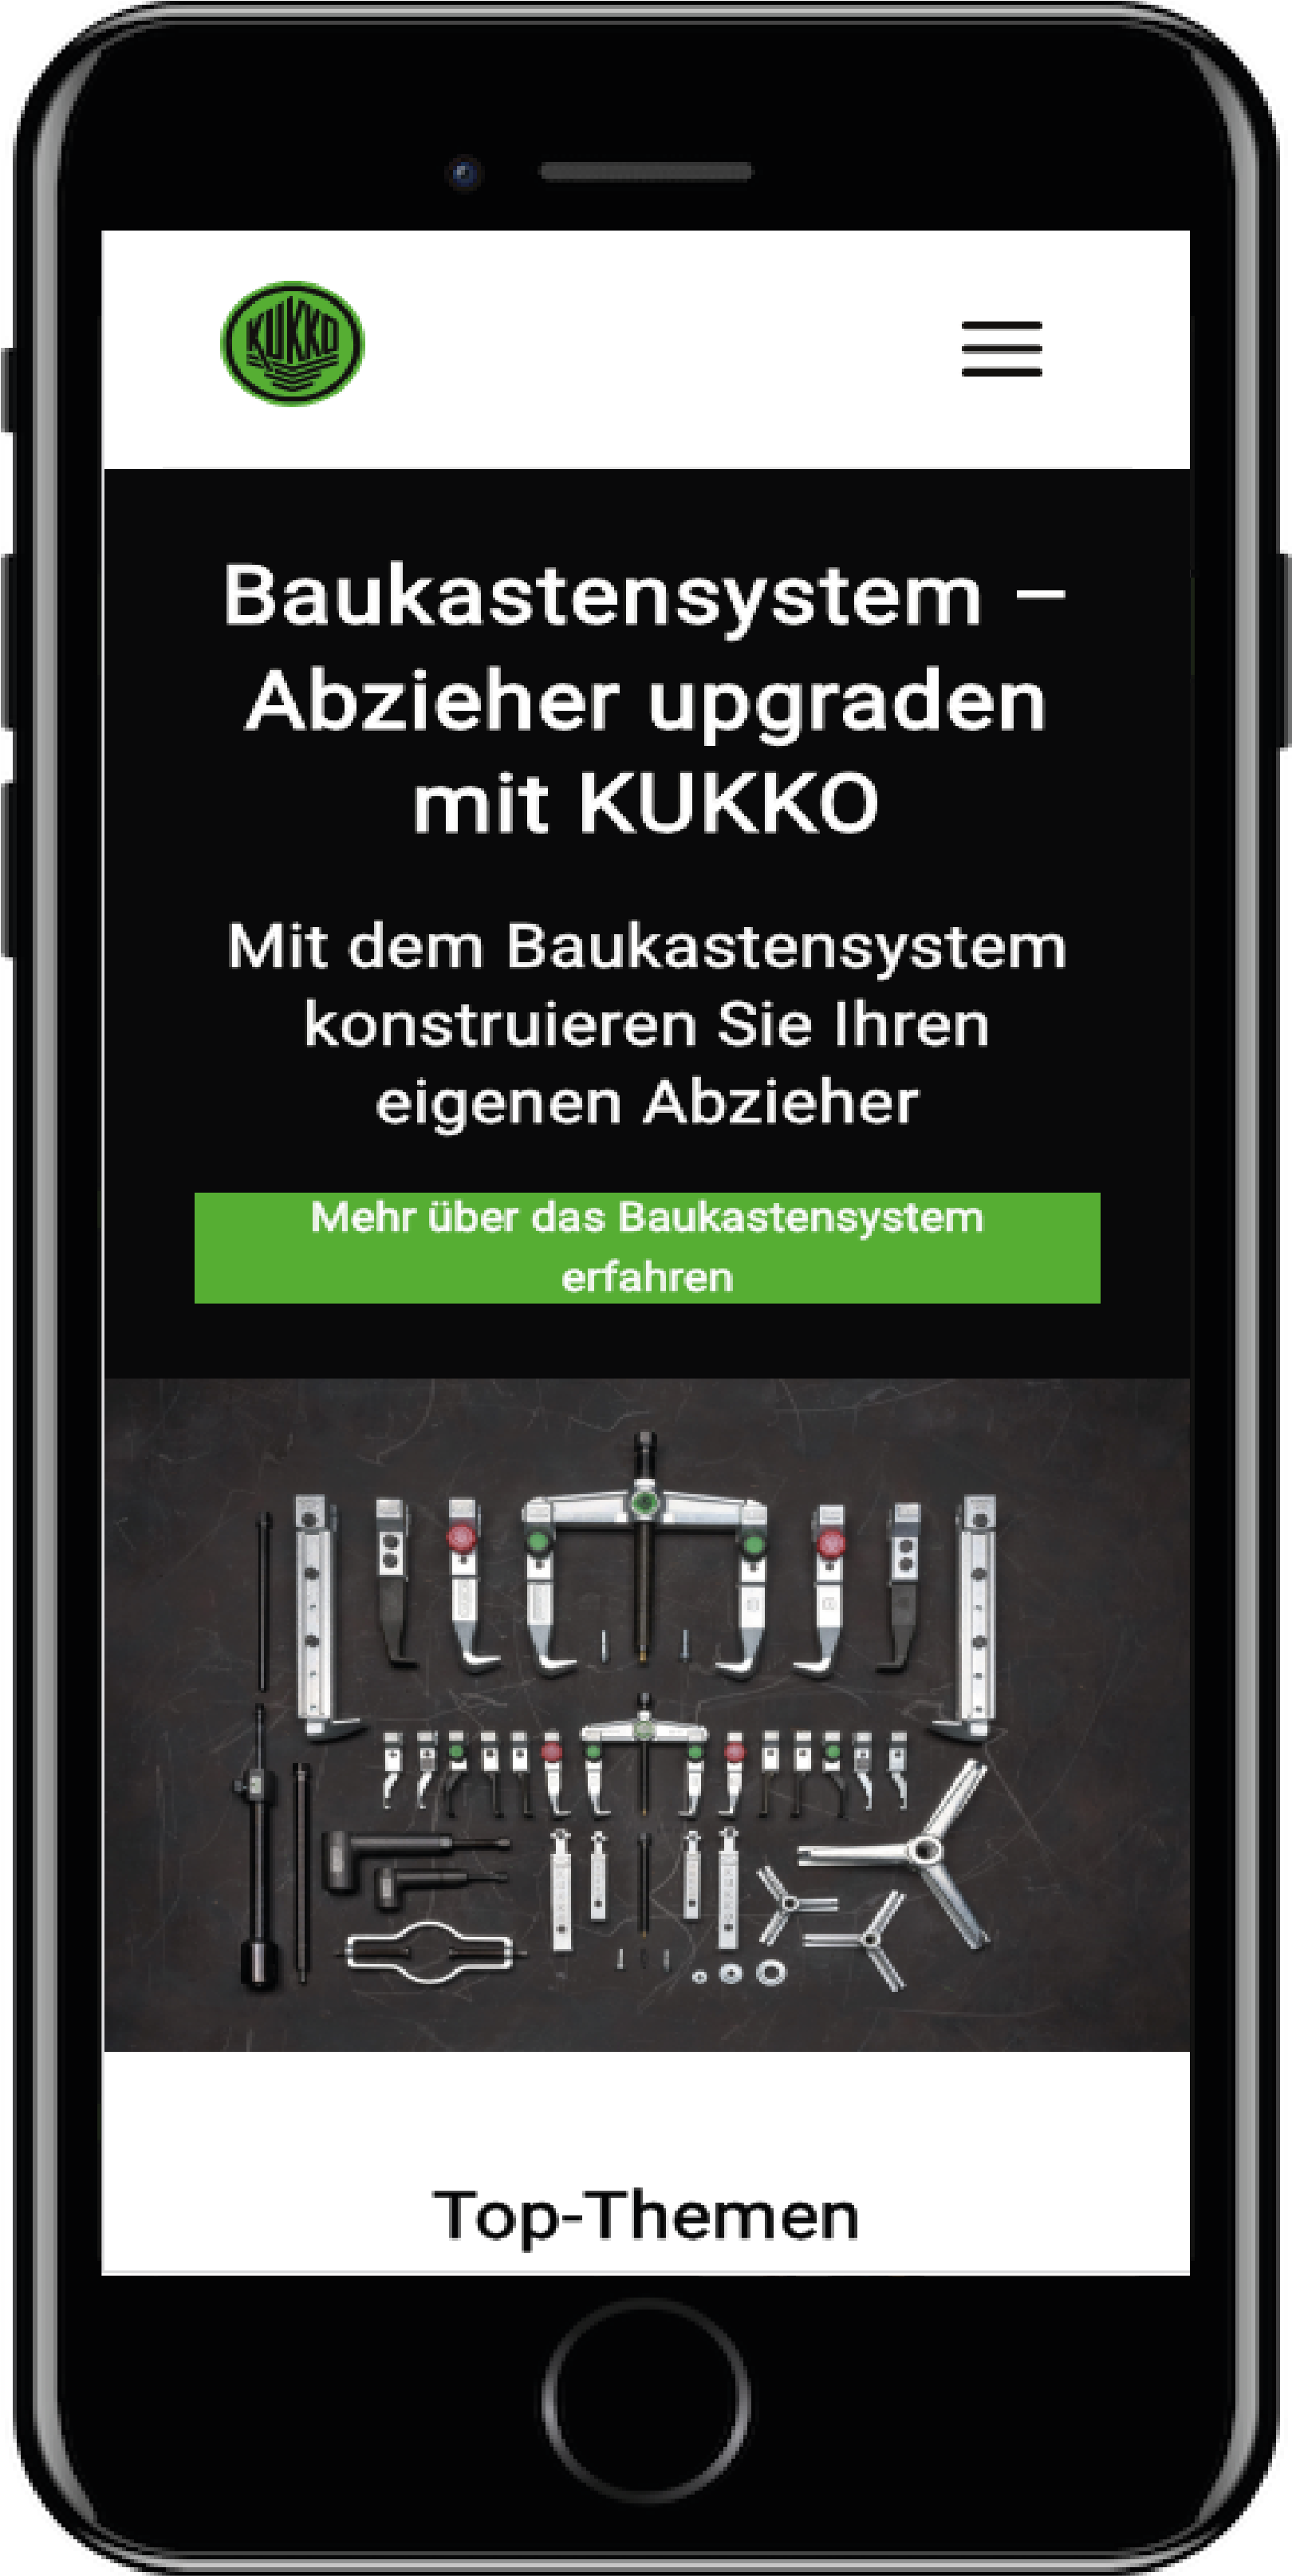 KUKKO
Baukastensystem –
Abzieher upgraden
mit KUKKO
Mit dem Baukastensystem
konstruieren Sie Ihren
eigenen Abzieher
Mehr über das Baukastensystem
erfahren
Top-Themen